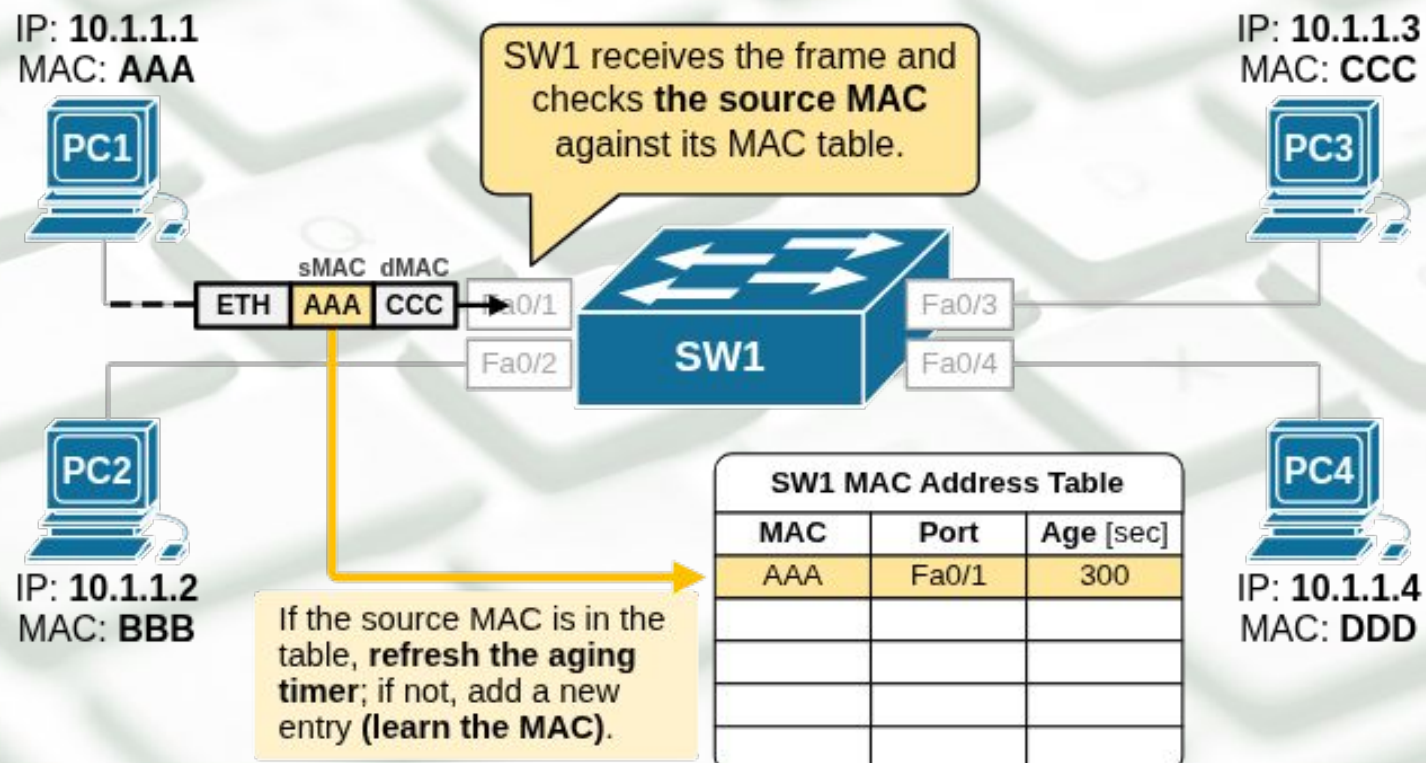 IP: 10.1.1.1
MAC: AAA
PC1
SW1 receives the frame and
checks the source MAC
against its MAC table.
IP: 10.1.1.3
MAC: CCC
PC3
sMAC dMAC
ETH AAA CCC
Fa0/1
Fa0/2
SW1
Fa0/3
Fa0/4
PC2
IP: 10.1.1.2
MAC: BBB
PC4
IP: 10.1.1.4
MAC: DDD
If the source MAC is in the
table, refresh the aging
timer; if not, add a new
entry (learn the MAC).
SW1 MAC Address Table
MAC Port Age [sec]
AAA Fa0/1 300